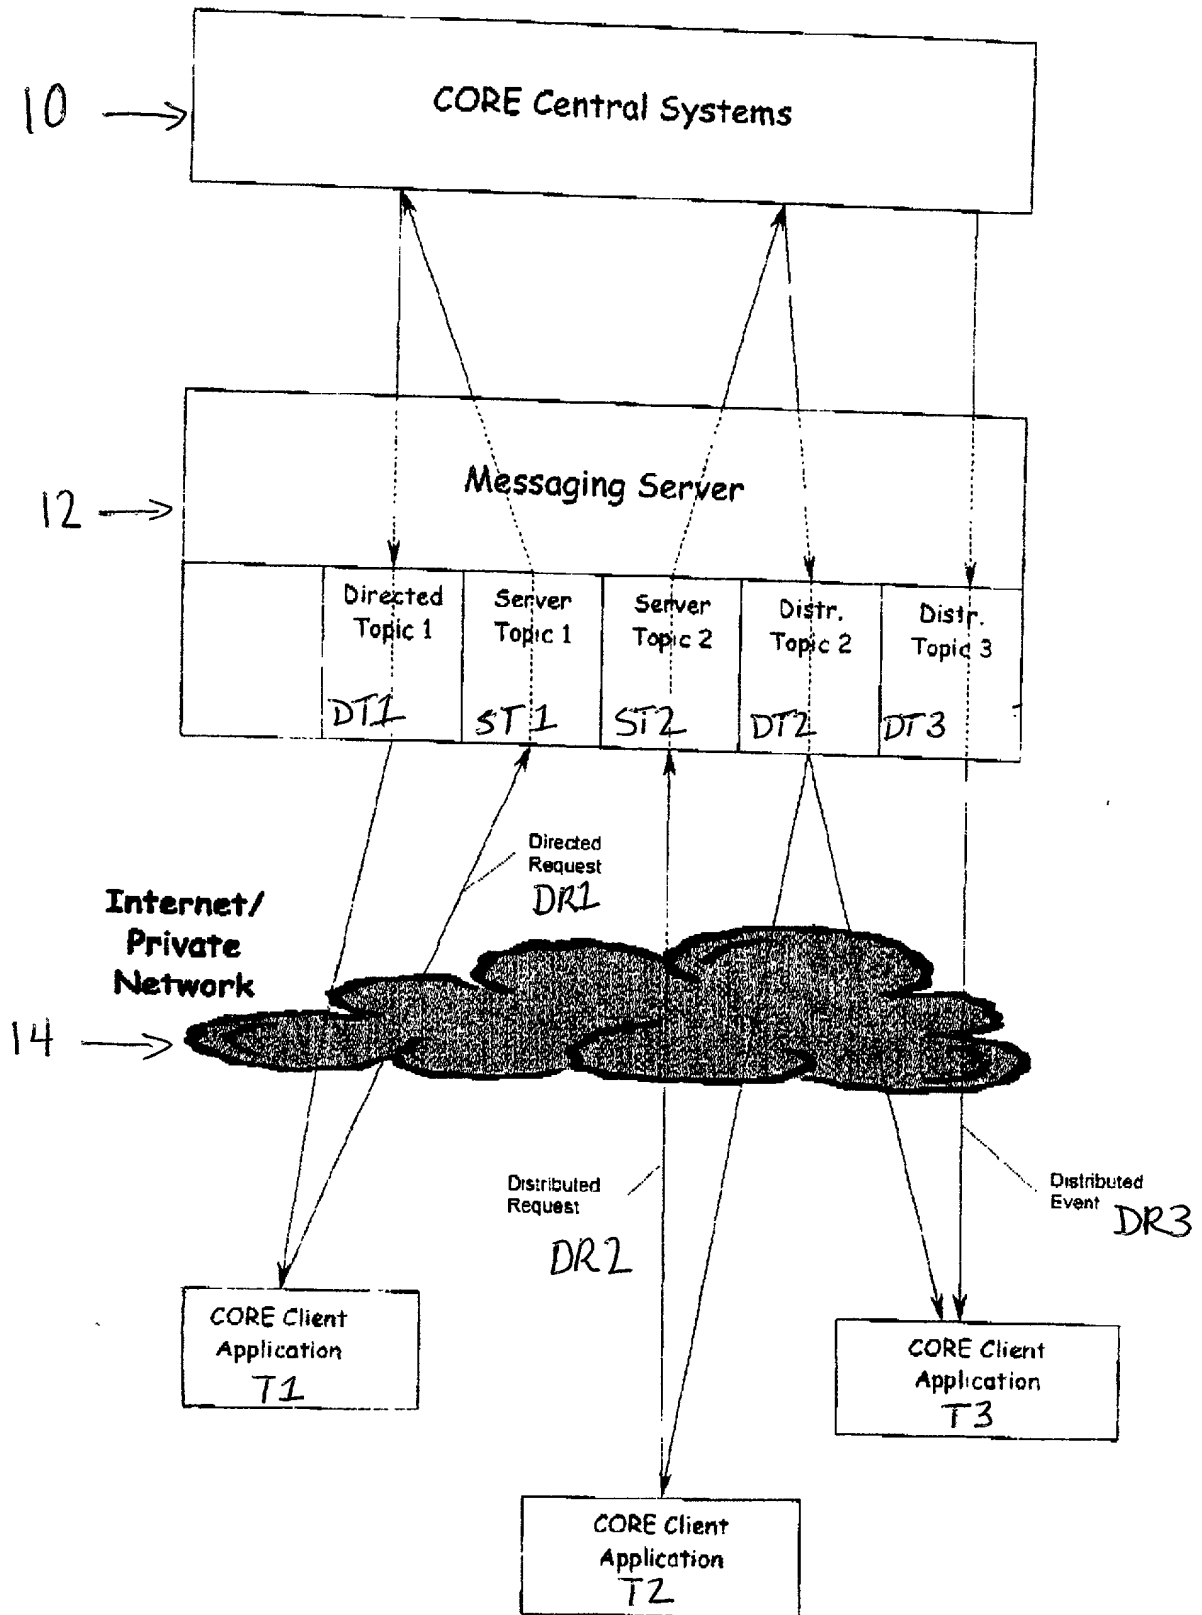 10
CORE Central Systems
12
Messaging Server
Directed
Topic 1
DT1
Server
Topic 1
ST1
Server
Topic 2
ST2
Distr.
Topic 2
DT2
Distr.
Topic 3
DT3
Directed
Request
DR1
Internet/
Private
Network
14
Distributed
Request
DR2
Distributed
Event
DR3
CORE Client
Application
T1
CORE Client
Application
T3
CORE Client
Application
T2